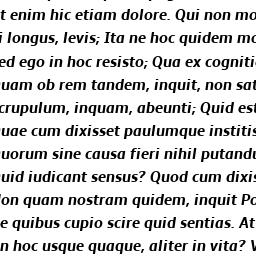 t enim hic etiam dolore. Qui non mo
i longus, levis; Ita ne hoc quidem mo
ed ego in hoc resisto; Qua ex cogniti
uam ob rem tandem, inquit, non sat
crupulum, inquam, abeunti; Quid est
uae cum dixisset paulumque institis
uorum sine causa fieri nihil putandu
uid iudicant sensus? Quod cum dixis
Non quam nostram quidem, inquit Po
e quibus cupio scire quid sentias. At
n hoc usque quaque, aliter in vita? V